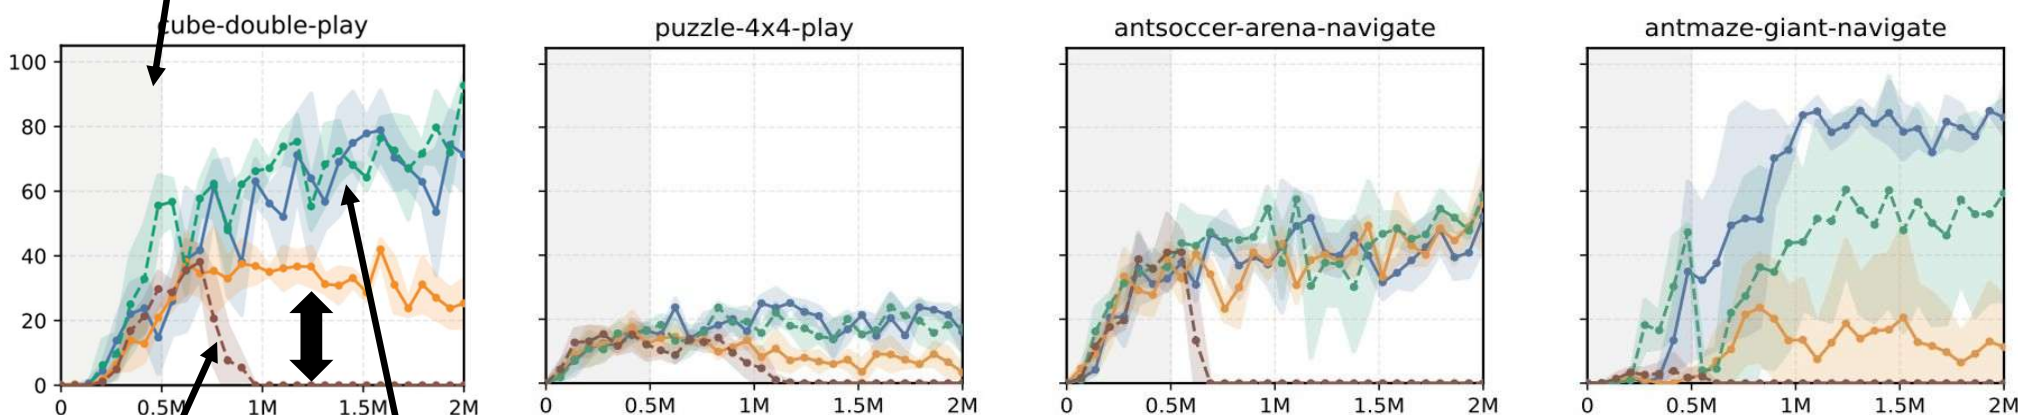 cube-double-play
puzzle-4x4-play
antsoccer-arena-navigate
antmaze-giant-navigate
100
80
60
40
20
0
0 0.5M 1M 1.5M 2M
0 0.5M 1M 1.5M 2M
0 0.5M 1M 1.5M 2M
0 0.5M 1M 1.5M 2M